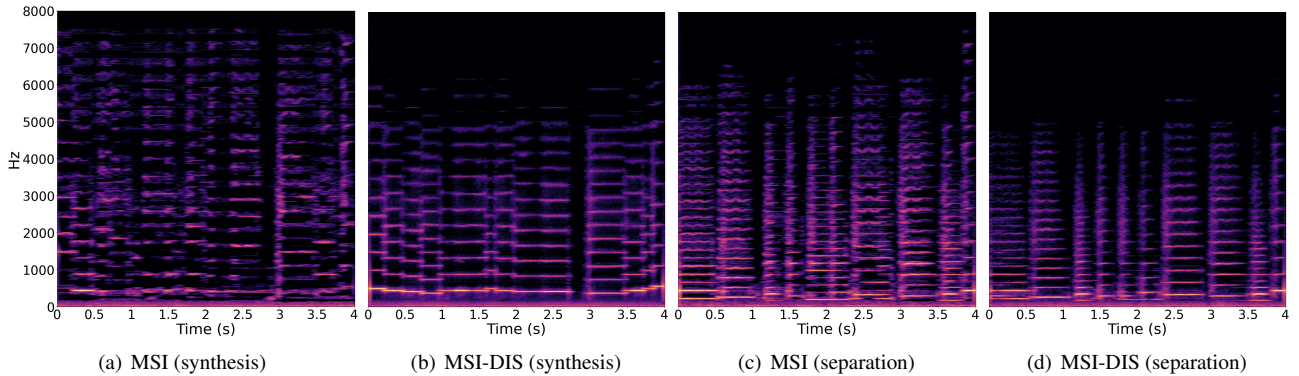 8000
7000
6000
5000
4000
3000
2000
1000
0
Hz
0.5 1 1.5 2 2.5 3 3.5 4
Time (s)
0 0.5 1 1.5 2 2.5 3 3.5 4
Time (s)
0 0.5 1 1.5 2 2.5 3 3.5 4
Time (s)
0 0.5 1 1.5 2 2.5 3 3.5 4
Time (s)
(a) MSI (synthesis)
(b) MSI-DIS (synthesis)
(c) MSI (separation)
(d) MSI-DIS (separation)